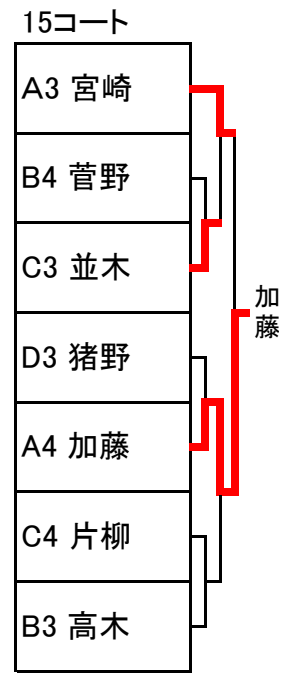 15コート
A3 宮崎
B4 菅野
C3 並木
D3 猪野
A4 加藤
C4 片柳
B3 高木
加藤